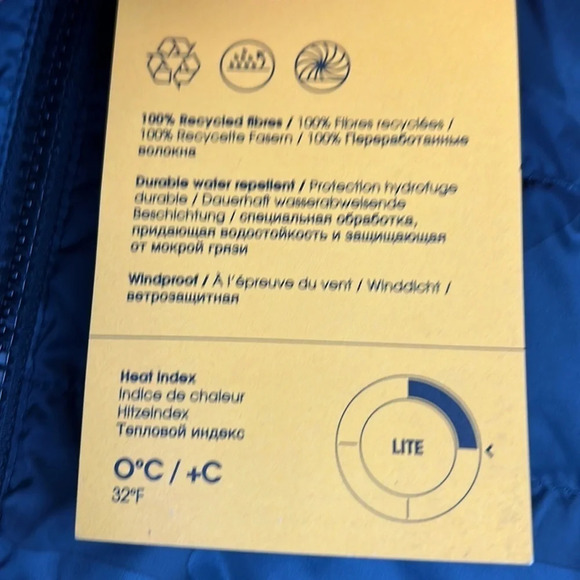 100% Recycled fibres / 100% Fibres recyclées /
100% Recycelte Fasern / 100% Переработанные
волокна
Durable water repellent / Protection hydrofuge
durable / Dauerhaft wasserabweisende
Beschichtung / специальная обработка,
придающая водостойкость и защищающая
от мокрой грязи
Windproof / À l'épreuve du vent / Winddicht /
ветрозащитная
Heat Index
Indice de chaleur
Hitzeindex
Тепловой индекс
0°C / +C
32°F
LITE